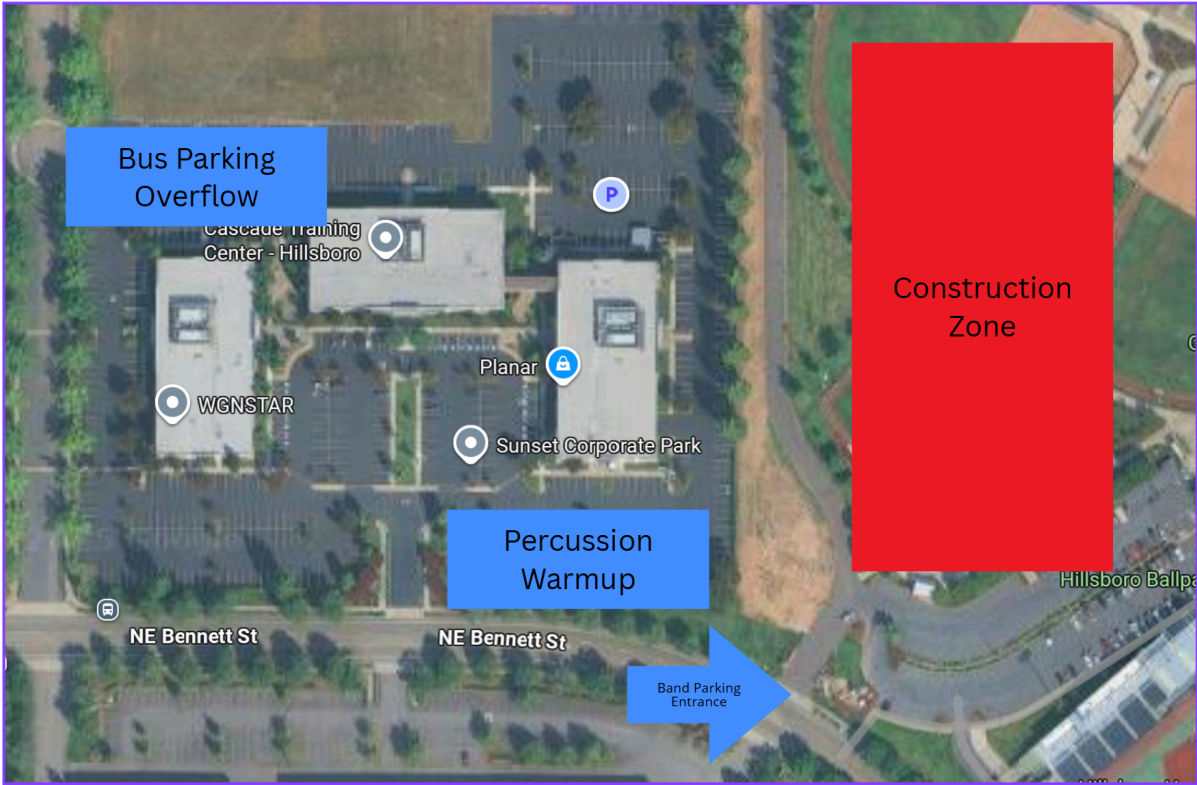 Bus Parking
Overflow
P
Cascade Training
Center - Hillsboro
Construction
Zone
Planar
WGNSTAR
Sunset Corporate Park
Percussion
Warmup
Hillsboro Ballpa
NE Bennett St
NE Bennett St
Band Parking
Entrance